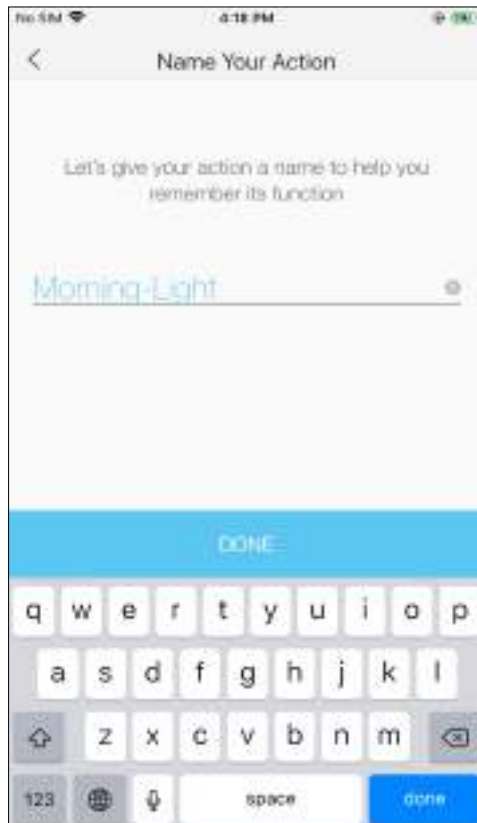 No SIM 4:18 PM
Name Your Action
Let's give your action a name to help you
remember its function
Morning-Light
DONE
q w e r t y u i o p
a s d f g h j k l
z x c v b n m
123 space done